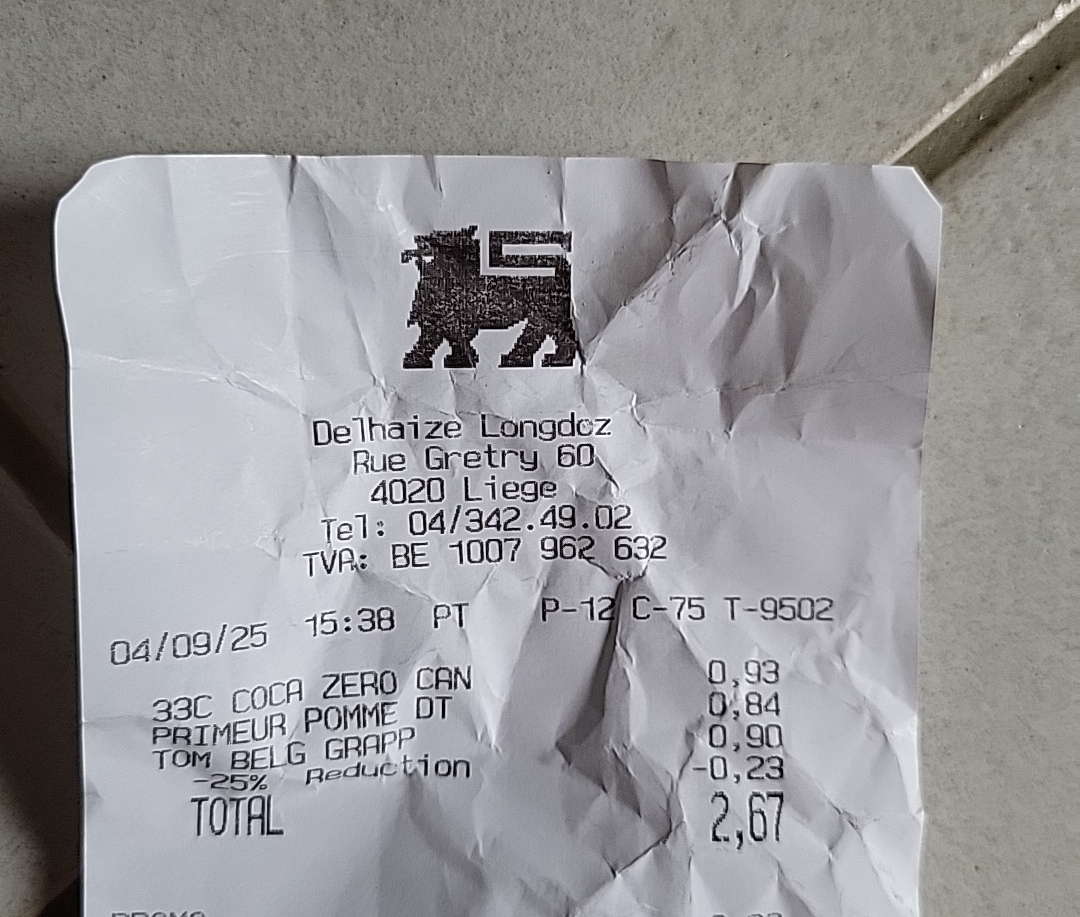 Delhaize Longdoz
Rue Gretry 60
4020 Liege
Tel: 04/342.49.02
TVA: BE 1007 962 632
04/09/25 15:38 PT P-12 C-75 T-9502
33C COCA ZERO CAN 0,93
PRIMEUR POMME DT 0,84
TOM BELG GRAPP 0,90
-25% Reduction -0,23
TOTAL 2,67